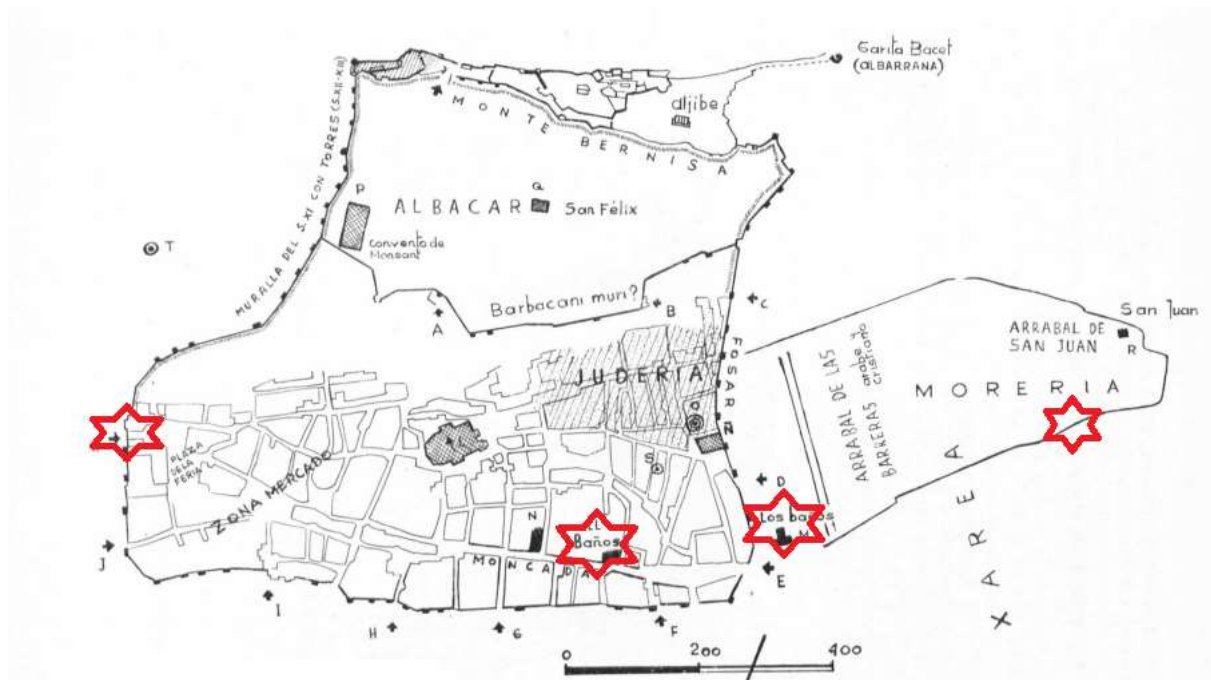 Garita Bacet
(ALBARRANA)
Aljibe
MONTE BERNISA
MURALLA DEL S.XI CON TORRES (S.XII-XIII)
P
Q
ALBACAR
San Félix
Convento de
Monsant
T
Barbacani muri?
A
B
C
San Juan
ARRABAL DE
SAN JUAN
R
JUDERIA
FOSAR
ARRABAL DE LAS
BARRERAS
arabe y
cristiano
MORERIA
O
Ñ
PLAZA
DE LA
FERIA
ZONA MERCADO
S
D
XAREA
N
Baños
Los baños
M
MONCADA
J
E
I
H
G
F
0 200 400